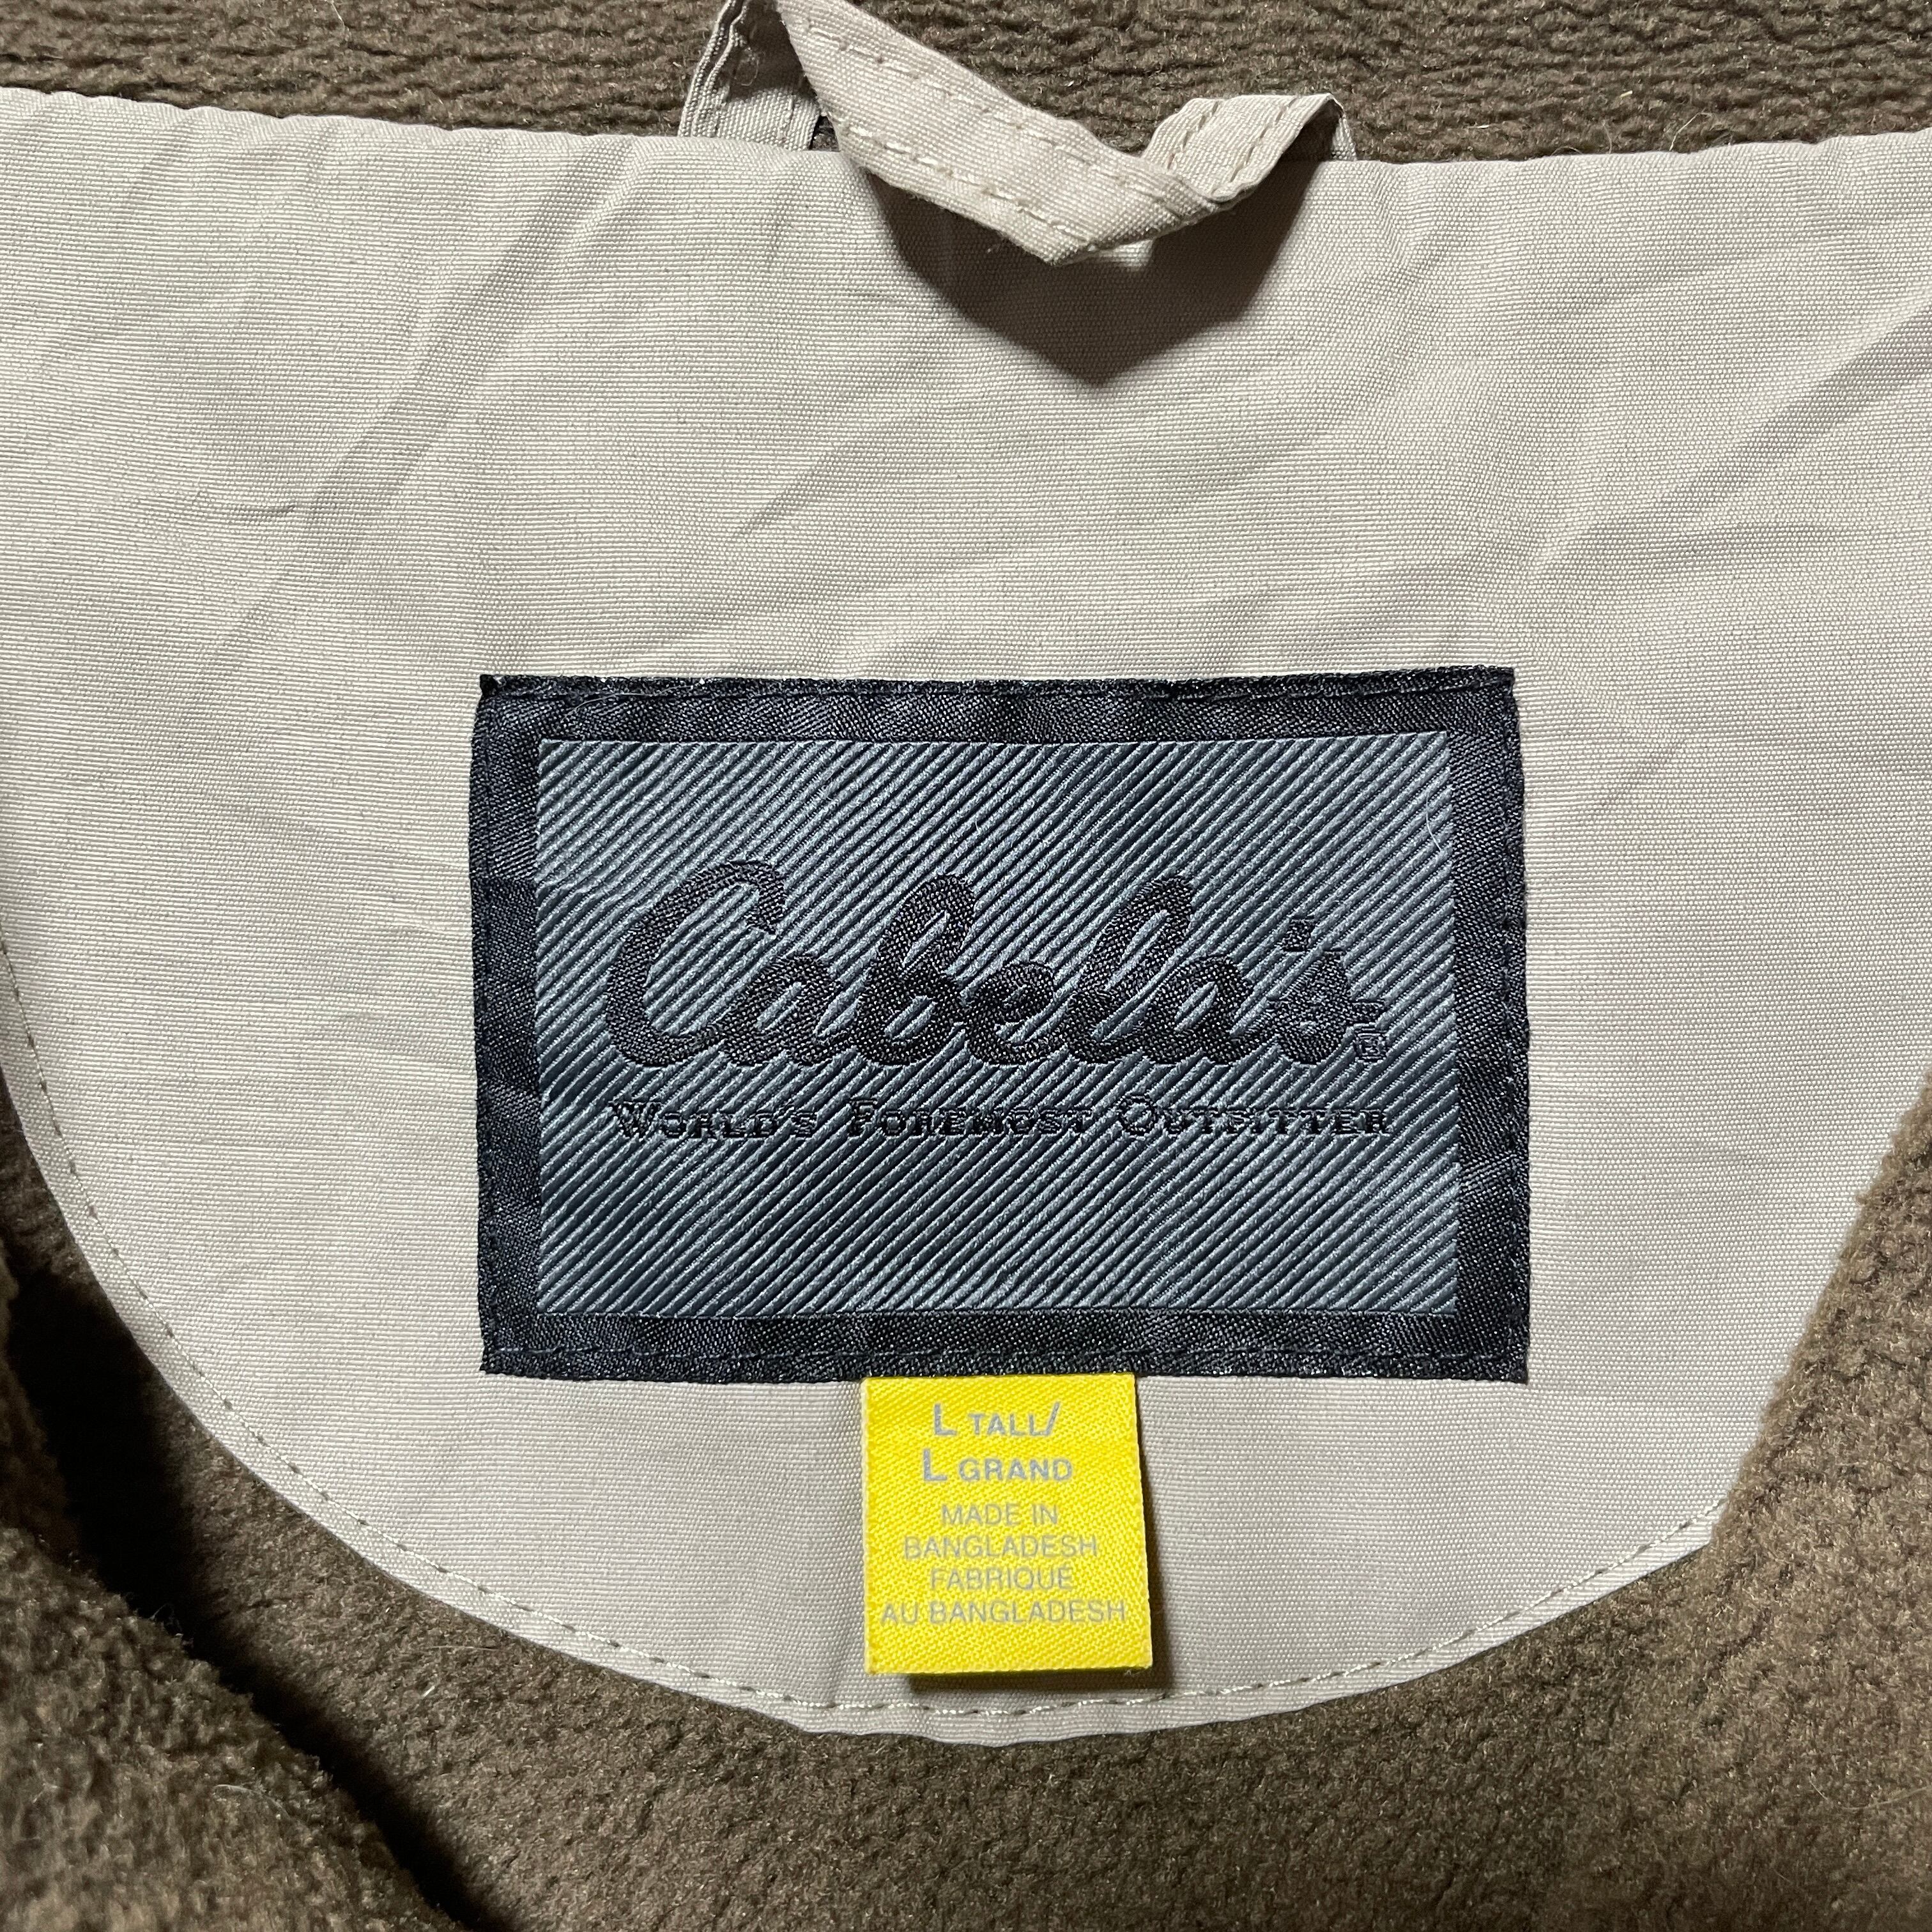 Cabela's®
WORLD'S FOREMOST OUTFITTER
L TALL/
L GRAND
MADE IN
BANGLADESH
FABRIQUÉ
AU BANGLADESH